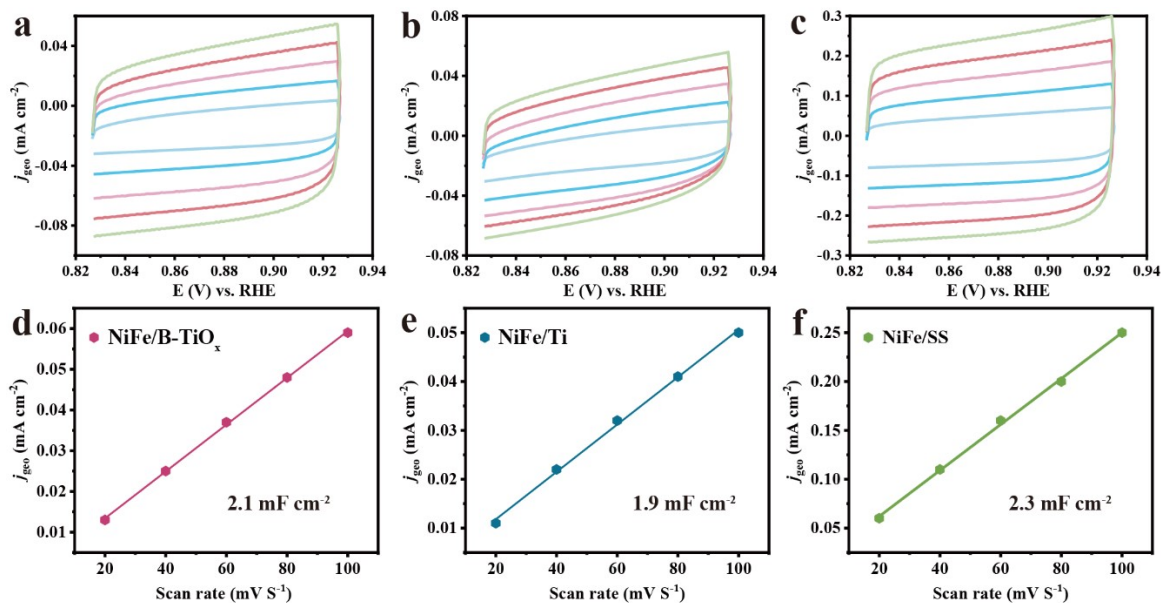 a
b
c
j_geo (mA cm⁻²)
0.04
0.00
-0.04
-0.08
0.82 0.84 0.86 0.88 0.90 0.92 0.94
E (V) vs. RHE
j_geo (mA cm⁻²)
0.08
0.04
0.00
-0.04
-0.08
0.82 0.84 0.86 0.88 0.90 0.92 0.94
E (V) vs. RHE
j_geo (mA cm⁻²)
0.3
0.2
0.1
0.0
-0.1
-0.2
-0.3
0.82 0.84 0.86 0.88 0.90 0.92 0.94
E (V) vs. RHE
d
NiFe/B-TiOₓ
j_geo (mA cm⁻²)
0.06
0.05
0.04
0.03
0.02
0.01
2.1 mF cm⁻²
20 40 60 80 100
Scan rate (mV S⁻¹)
e
NiFe/Ti
j_geo (mA cm⁻²)
0.05
0.04
0.03
0.02
0.01
1.9 mF cm⁻²
20 40 60 80 100
Scan rate (mV S⁻¹)
f
NiFe/SS
j_geo (mA cm⁻²)
0.25
0.20
0.15
0.10
0.05
2.3 mF cm⁻²
20 40 60 80 100
Scan rate (mV S⁻¹)